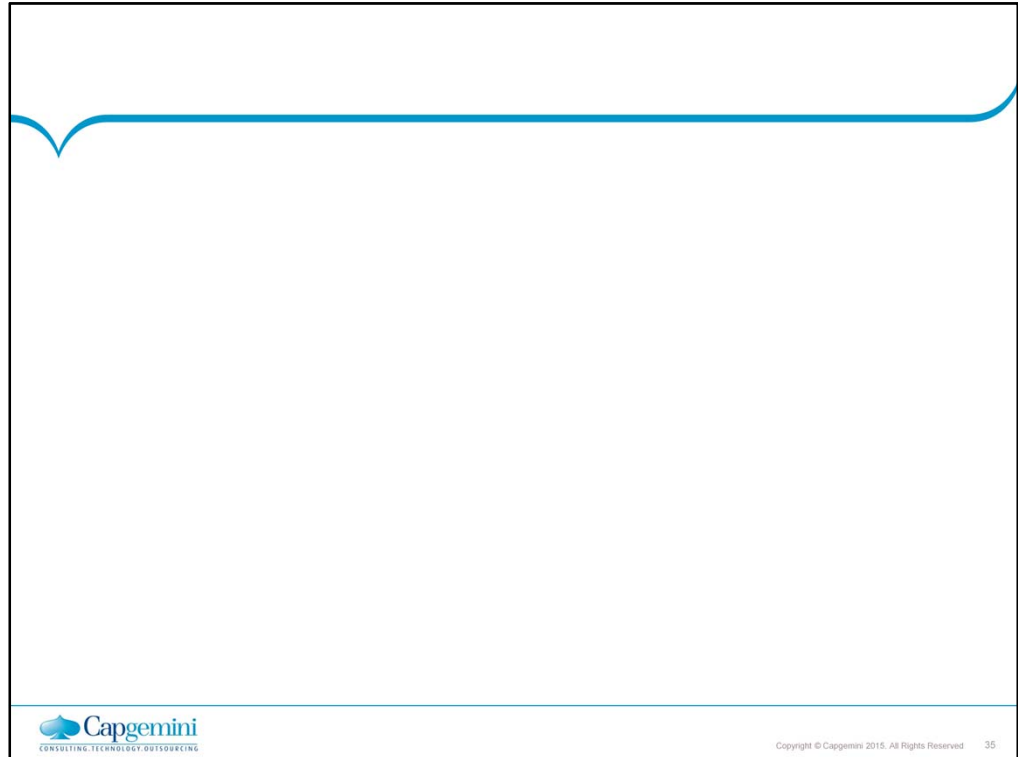 Capgemini
CONSULTING.TECHNOLOGY.OUTSOURCING
Copyright © Capgemini 2015. All Rights Reserved 35